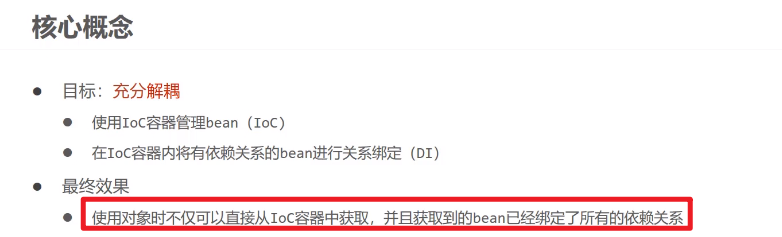 核心概念
目标：充分解耦
使用IoC容器管理bean（IoC）
在IoC容器内将有依赖关系的bean进行关系绑定（DI）
最终效果
使用对象时不仅可以直接从IoC容器中获取，并且获取到的bean已经绑定了所有的依赖关系